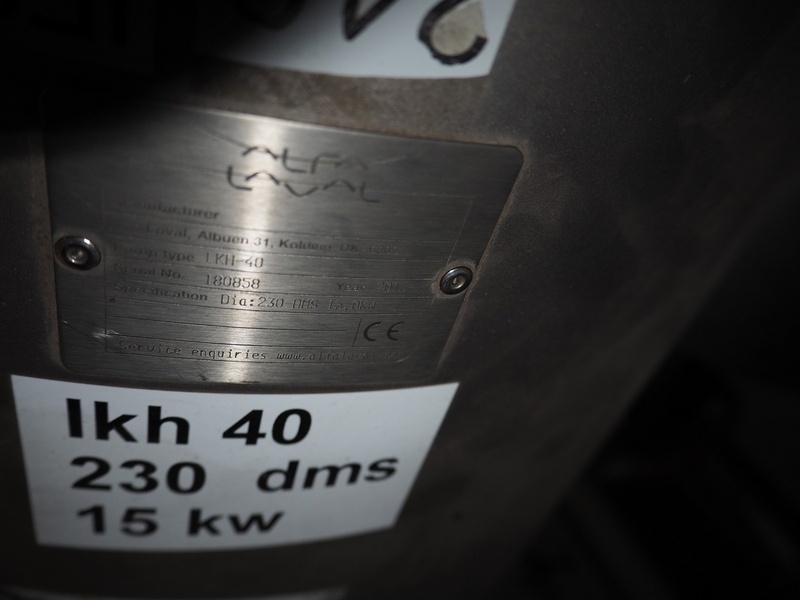 ALFA
LAVAL
Manufacturer
Laval, Albuen 31, Kolding, DK
Pump type LKH-40
Serial No. 180858 Year
Specification Dia:230-DMS
CE
Service enquiries
lkh 40
230 dms
15 kw